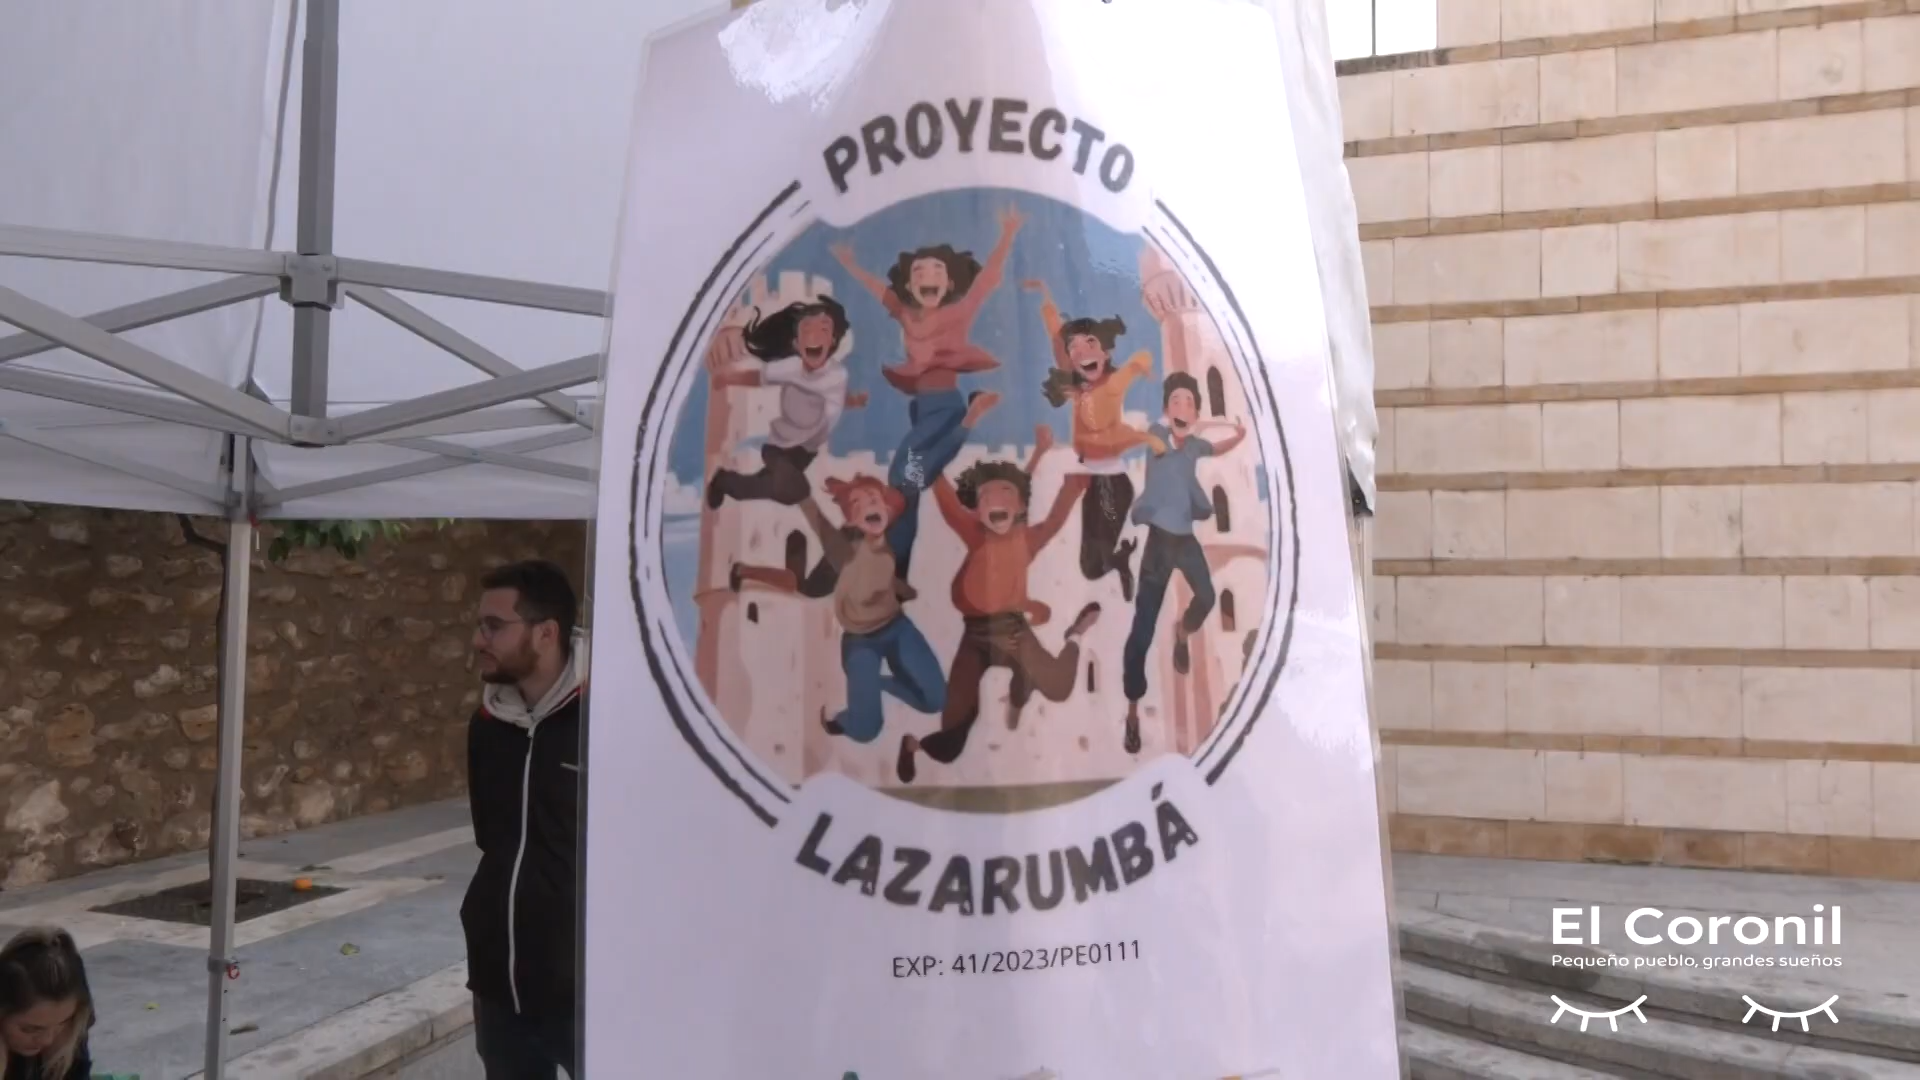 PROYECTO
LAZARUMBÁ
EXP: 41/2023/PE0111
El Coronil
Pequeño pueblo, grandes sueños